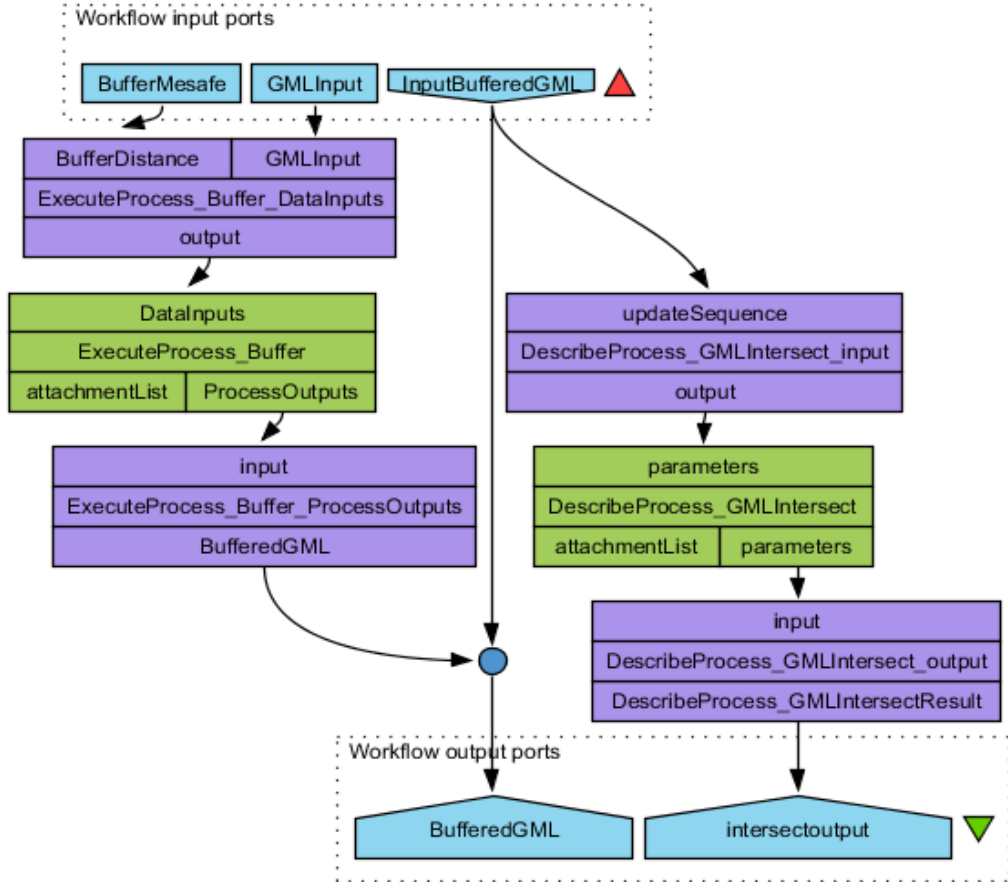 Workflow input ports
BufferMesafe
GMLInput
InputBufferedGML
BufferDistance
GMLInput
ExecuteProcess_Buffer_DataInputs
output
DataInputs
ExecuteProcess_Buffer
attachmentList
ProcessOutputs
updateSequence
DescribeProcess_GMLIntersect_input
output
input
ExecuteProcess_Buffer_ProcessOutputs
BufferedGML
parameters
DescribeProcess_GMLIntersect
attachmentList
parameters
input
DescribeProcess_GMLIntersect_output
DescribeProcess_GMLIntersectResult
Workflow output ports
BufferedGML
intersectoutput